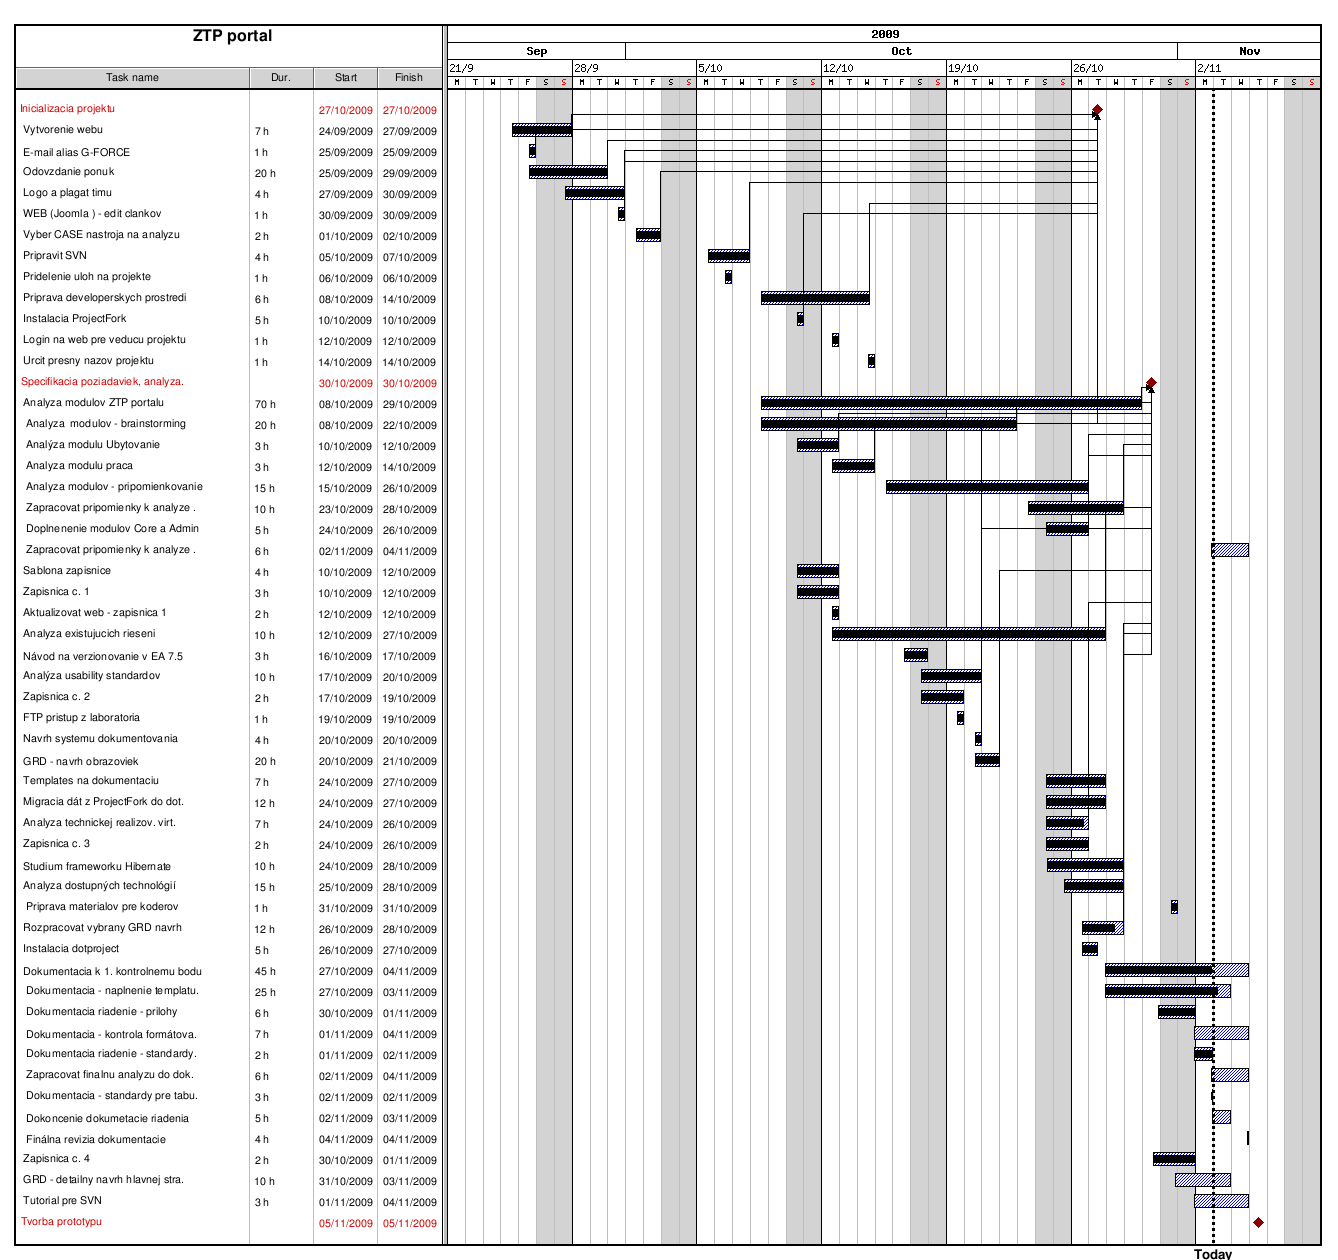 ZTP portal
2009
Sep Oct Nov
21/9 28/9 5/10 12/10 19/10 26/10 2/11
Task name Dur. Start Finish
M T W T F S S M T W T F S S M T W T F S S M T W T F S S M T W T F S S M T W T F S S M T W T F S S
Inicializacia projektu 27/10/2009 27/10/2009
Vytvorenie webu 7 h 24/09/2009 27/09/2009
E-mail alias G-FORCE 1 h 25/09/2009 25/09/2009
Odovzdanie ponuk 20 h 25/09/2009 29/09/2009
Logo a plagat timu 4 h 27/09/2009 30/09/2009
WEB (Joomla ) - edit clankov 1 h 30/09/2009 30/09/2009
Vyber CASE nastroja na analyzu 2 h 01/10/2009 02/10/2009
Pripravit SVN 4 h 05/10/2009 07/10/2009
Pridelenie uloh na projekte 1 h 06/10/2009 06/10/2009
Priprava developerskych prostredi 6 h 08/10/2009 14/10/2009
Instalacia ProjectFork 5 h 10/10/2009 10/10/2009
Login na web pre veducu projektu 1 h 12/10/2009 12/10/2009
Urcit presny nazov projektu 1 h 14/10/2009 14/10/2009
Specifikacia poziadaviek, analyza. 30/10/2009 30/10/2009
Analyza modulov ZTP portalu 70 h 08/10/2009 29/10/2009
Analyza modulov - brainstorming 20 h 08/10/2009 22/10/2009
Analýza modulu Ubytovanie 3 h 10/10/2009 12/10/2009
Analyza modulu praca 3 h 12/10/2009 14/10/2009
Analyza modulov - pripomienkovanie 15 h 15/10/2009 26/10/2009
Zapracovat pripomienky k analyze . 10 h 23/10/2009 28/10/2009
Doplnenenie modulov Core a Admin 5 h 24/10/2009 26/10/2009
Zapracovat pripomienky k analyze . 6 h 02/11/2009 04/11/2009
Sablona zapisnice 4 h 10/10/2009 12/10/2009
Zapisnica c. 1 3 h 10/10/2009 12/10/2009
Aktualizovat web - zapisnica 1 2 h 12/10/2009 12/10/2009
Analyza existujucich rieseni 10 h 12/10/2009 27/10/2009
Návod na verzionovanie v EA 7.5 3 h 16/10/2009 17/10/2009
Analýza usability standardov 10 h 17/10/2009 20/10/2009
Zapisnica c. 2 2 h 17/10/2009 19/10/2009
FTP pristup z laboratoria 1 h 19/10/2009 19/10/2009
Navrh systemu dokumentovania 4 h 20/10/2009 20/10/2009
GRD - navrh obrazoviek 20 h 20/10/2009 21/10/2009
Templates na dokumentaciu 7 h 24/10/2009 27/10/2009
Migracia dát z ProjectFork do dot. 12 h 24/10/2009 27/10/2009
Analyza technickej realizov. virt. 7 h 24/10/2009 26/10/2009
Zapisnica c. 3 2 h 24/10/2009 26/10/2009
Studium frameworku Hibernate 10 h 24/10/2009 28/10/2009
Analyza dostupných technológií 15 h 25/10/2009 28/10/2009
Priprava materialov pre koderov 1 h 31/10/2009 31/10/2009
Rozpracovat vybrany GRD navrh 12 h 26/10/2009 28/10/2009
Instalacia dotproject 5 h 26/10/2009 27/10/2009
Dokumentacia k 1. kontrolnemu bodu 45 h 27/10/2009 04/11/2009
Dokumentacia - naplnenie templatu. 25 h 27/10/2009 03/11/2009
Dokumentacia riadenie - prilohy 6 h 30/10/2009 01/11/2009
Dokumentacia - kontrola formátova. 7 h 01/11/2009 04/11/2009
Dokumentacia riadenie - standardy. 2 h 01/11/2009 02/11/2009
Zapracovat finalnu analyzu do dok. 6 h 02/11/2009 04/11/2009
Dokumentacia - standardy pre tabu. 3 h 02/11/2009 02/11/2009
Dokoncenie dokumetacie riadenia 5 h 02/11/2009 03/11/2009
Finálna revizia dokumentacie 4 h 04/11/2009 04/11/2009
Zapisnica c. 4 2 h 30/10/2009 01/11/2009
GRD - detailny navrh hlavnej stra. 10 h 31/10/2009 03/11/2009
Tutorial pre SVN 3 h 01/11/2009 04/11/2009
Tvorba prototypu 05/11/2009 05/11/2009
Today